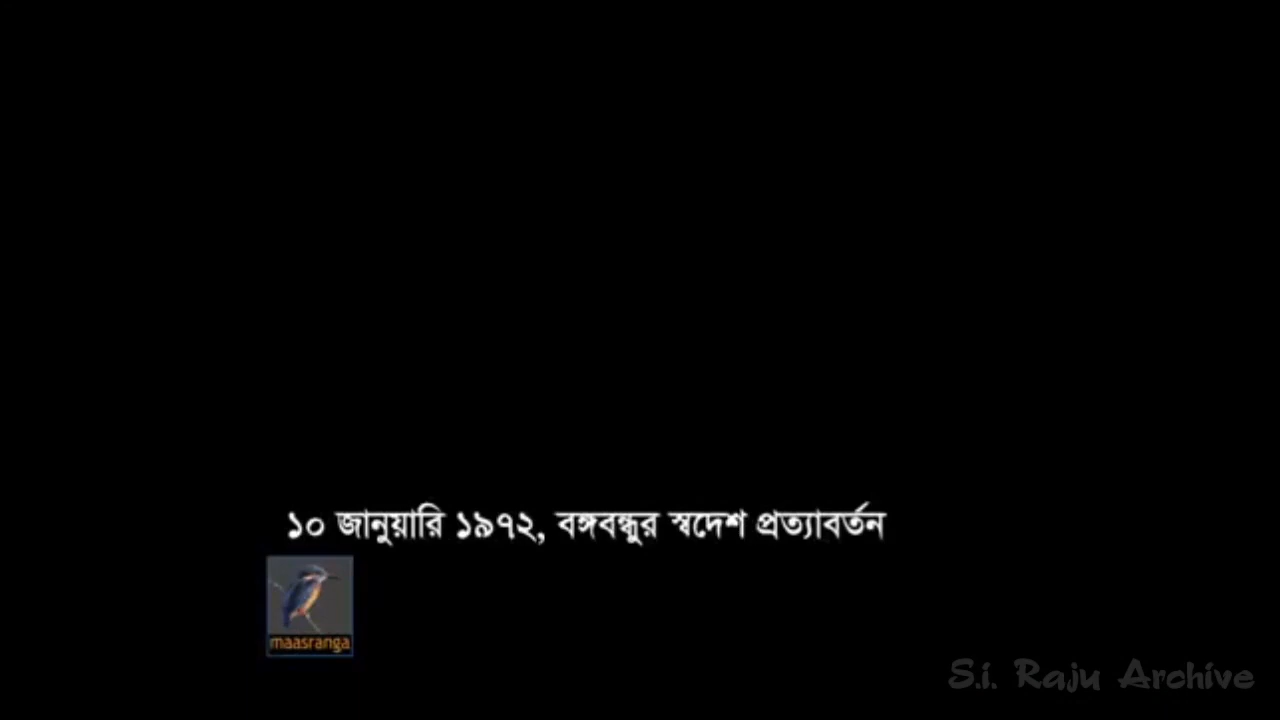 ১০ জানুয়ারি ১৯৭২, বঙ্গবন্ধুর স্বদেশ প্রত্যাবর্তন
maasranga
S.i. Raju Archive